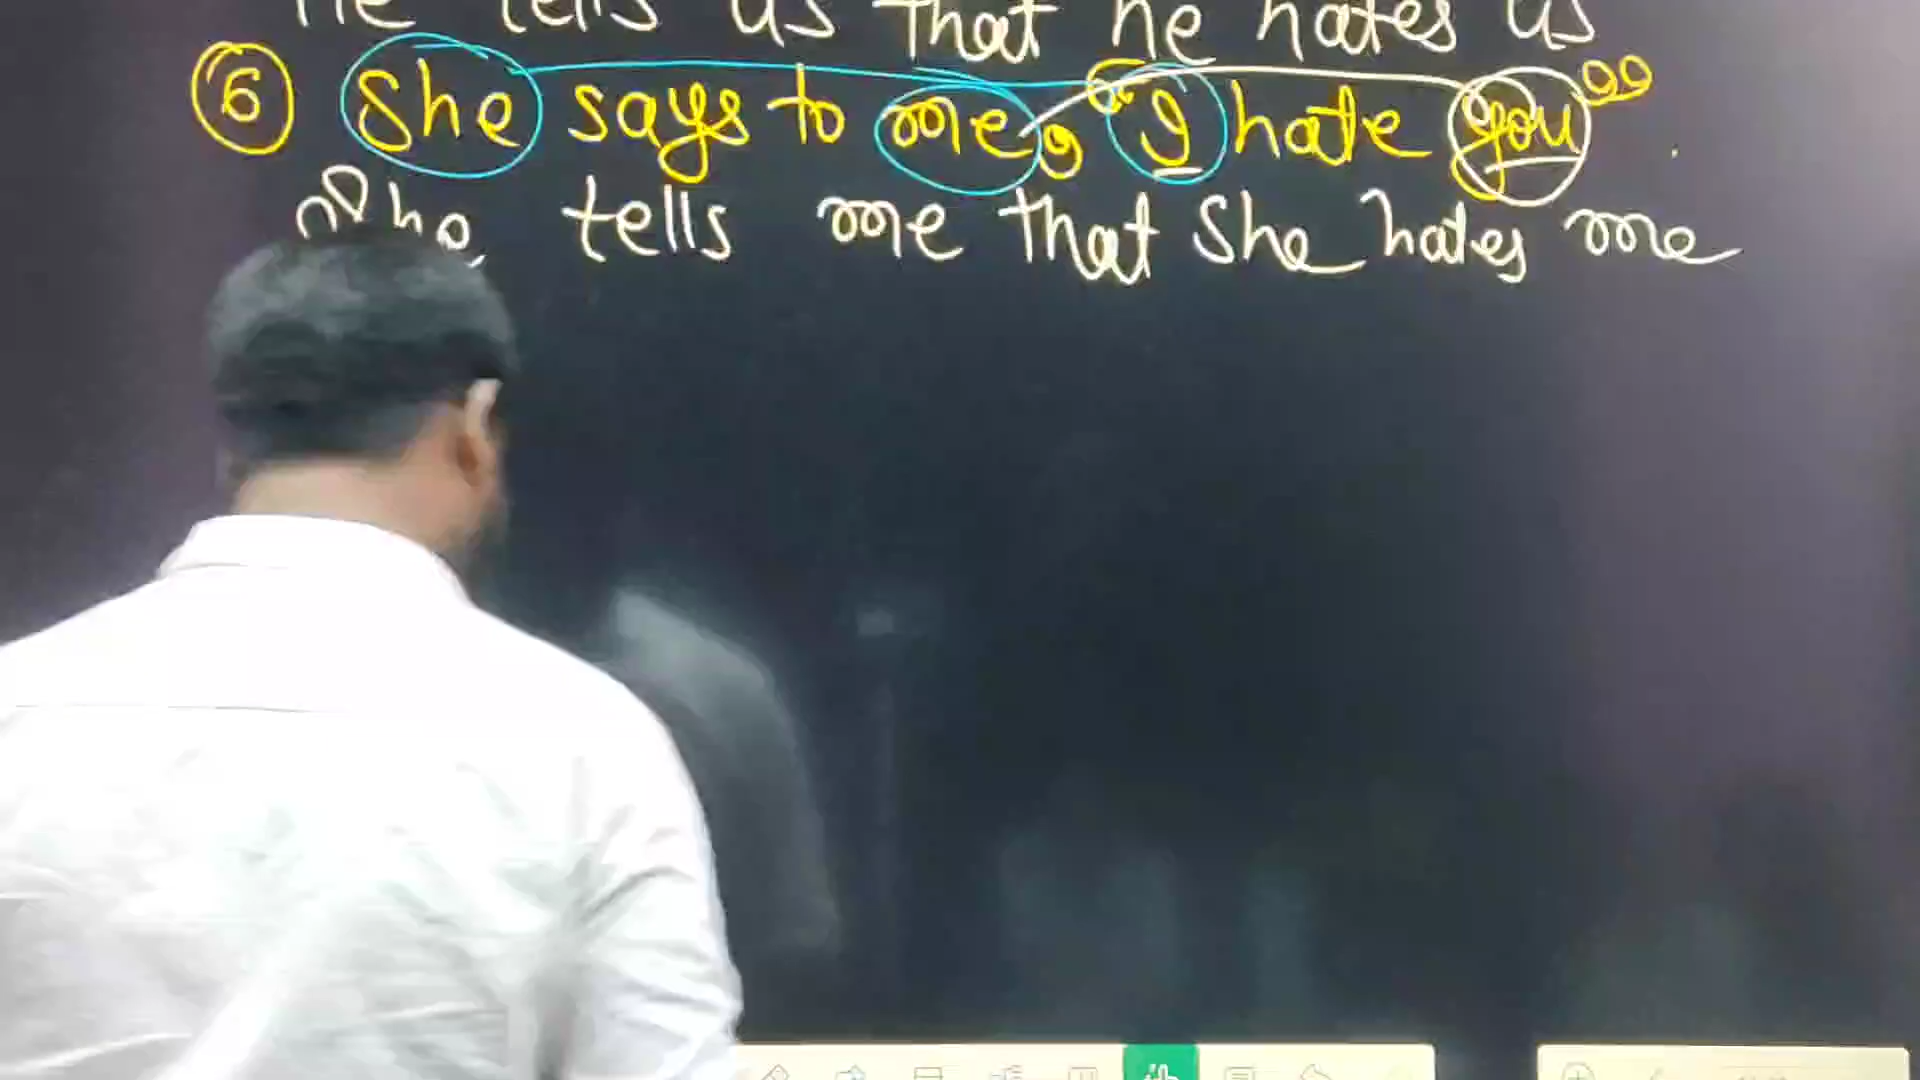 He tells us that he hates us
⑥ She says to me, "I hate you"
She tells me that she hates me